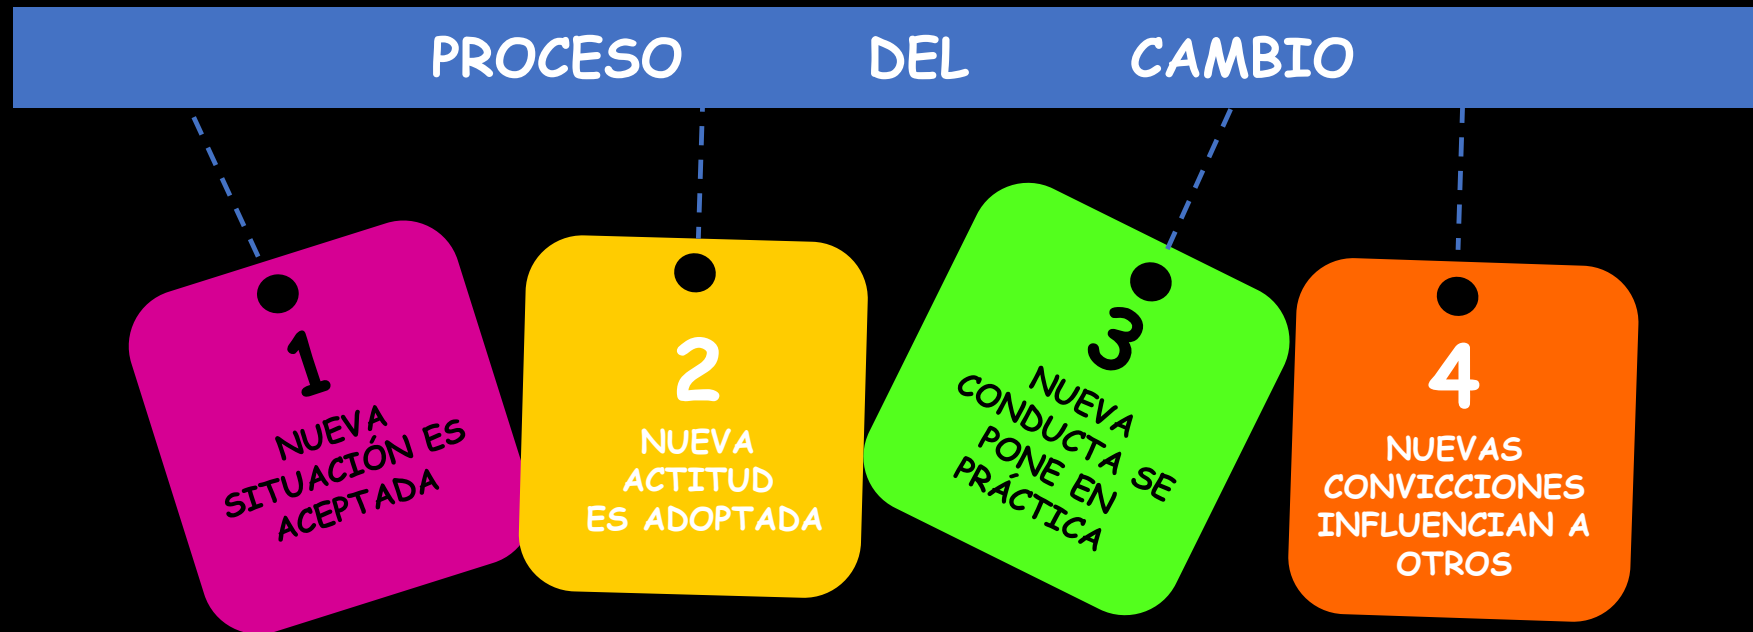 PROCESO DEL CAMBIO
1
NUEVA
SITUACIÓN ES
ACEPTADA
2
NUEVA
ACTITUD
ES ADOPTADA
3
NUEVA
CONDUCTA SE
PONE EN
PRÁCTICA
4
NUEVAS
CONVICCIONES
INFLUENCIAN A
OTROS